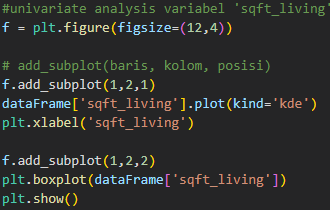 #univariate analysis variabel 'sqft_living'
f = plt.figure(figsize=(12,4))
# add_subplot(baris, kolom, posisi)
f.add_subplot(1,2,1)
dataFrame['sqft_living'].plot(kind='kde')
plt.xlabel('sqft_living')
f.add_subplot(1,2,2)
plt.boxplot(dataFrame['sqft_living'])
plt.show()